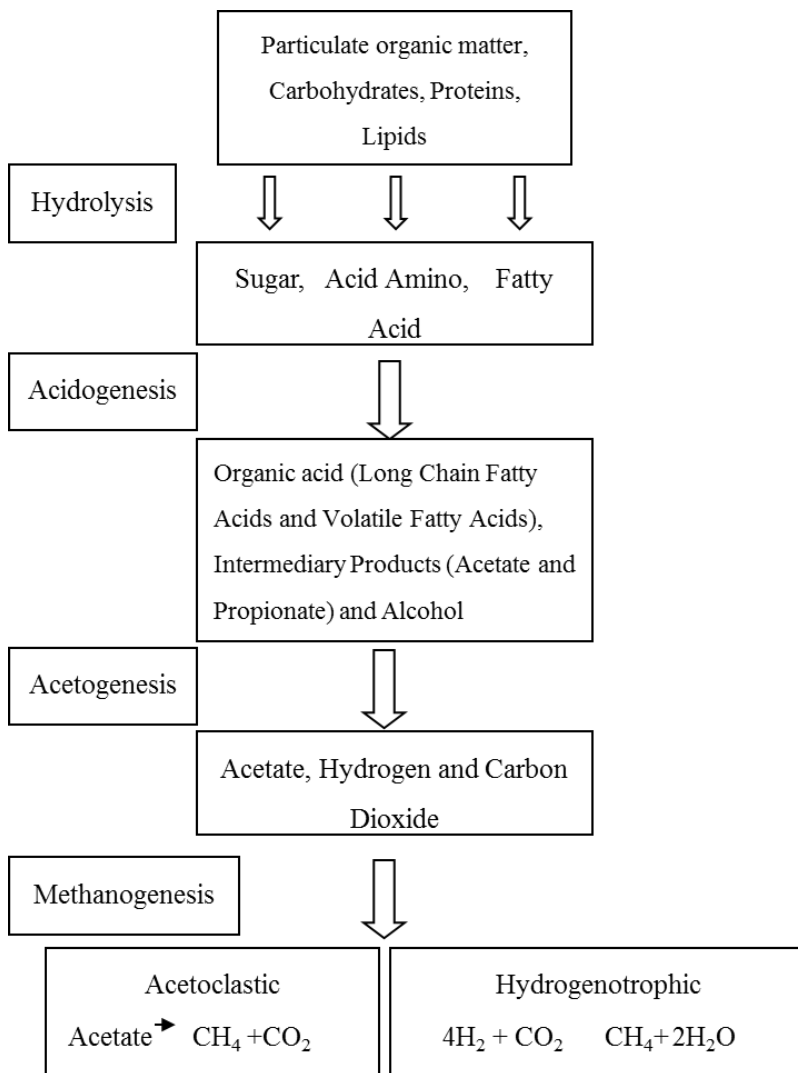 Particulate organic matter,
Carbohydrates, Proteins,
Lipids
Hydrolysis
Sugar, Acid Amino, Fatty
Acid
Acidogenesis
Organic acid (Long Chain Fatty
Acids and Volatile Fatty Acids),
Intermediary Products (Acetate and
Propionate) and Alcohol
Acetogenesis
Acetate, Hydrogen and Carbon
Dioxide
Methanogenesis
Acetoclastic
Acetate → CH₄ +CO₂
Hydrogenotrophic
4H₂ + CO₂ CH₄+ 2H₂O